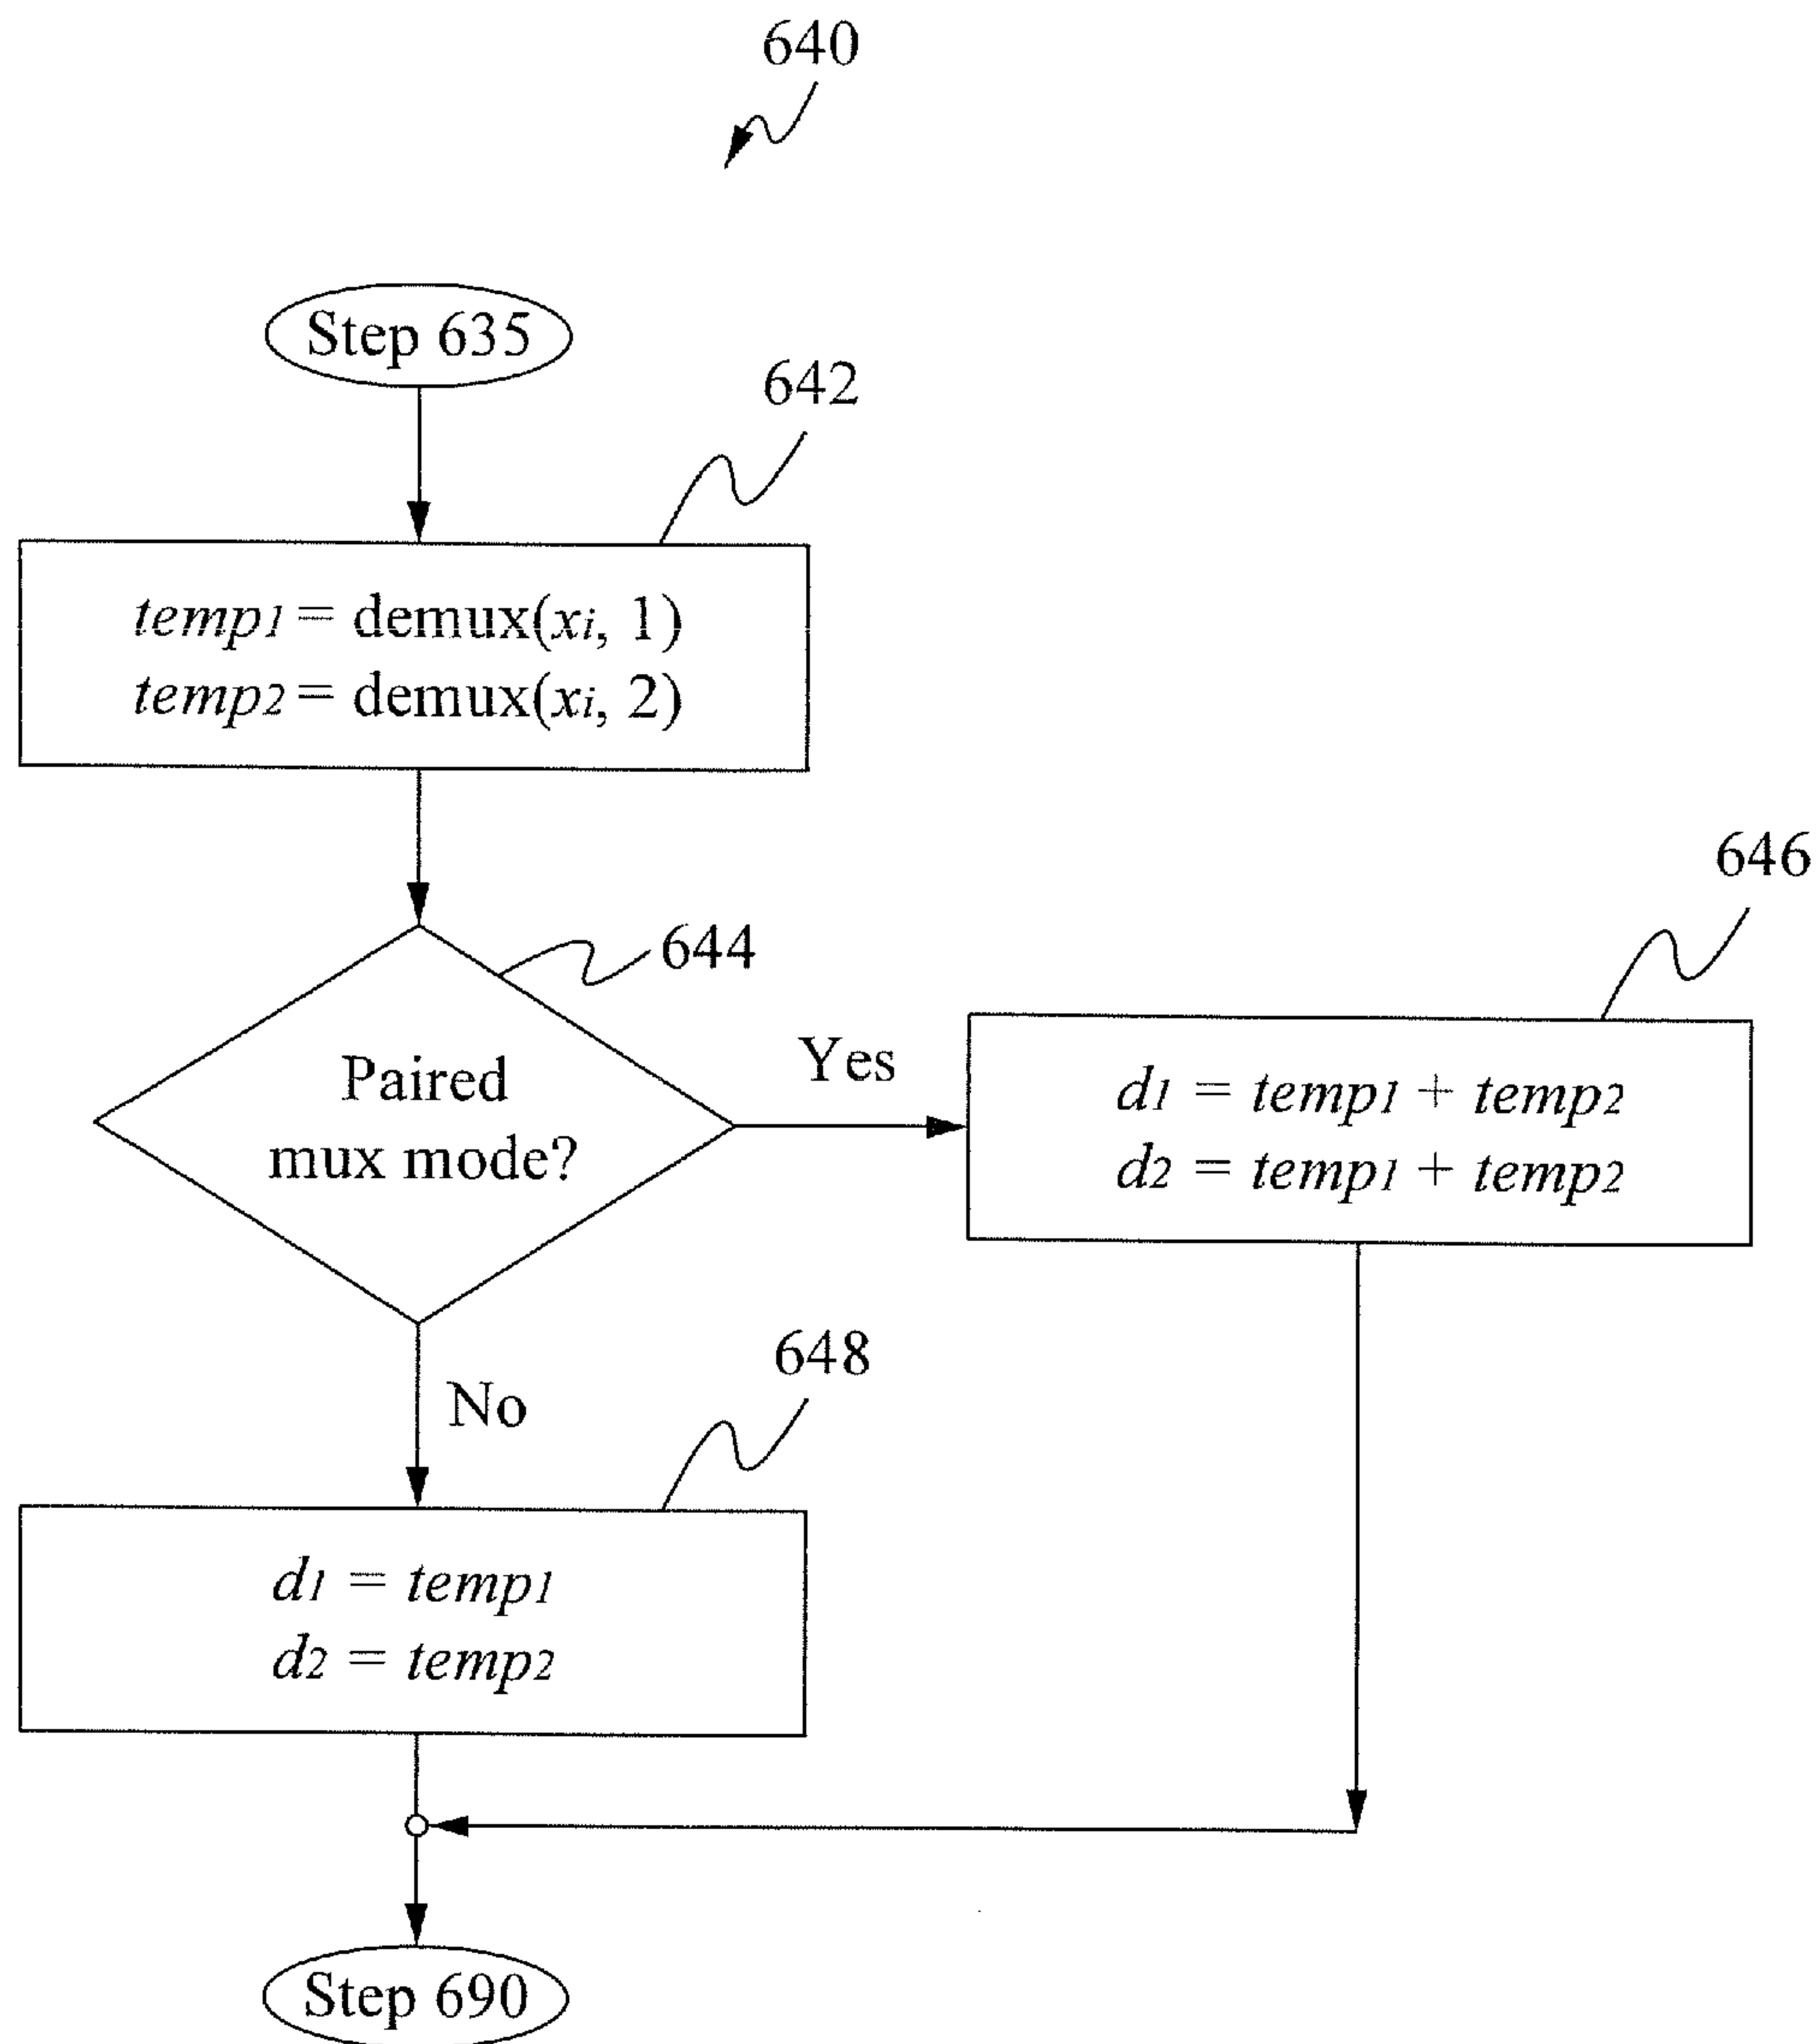 640
Step 635
642
temp1 = demux(xi, 1)
temp2 = demux(xi, 2)
644
Paired
mux mode?
Yes
646
d1 = temp1 + temp2
d2 = temp1 + temp2
No
648
d1 = temp1
d2 = temp2
Step 690